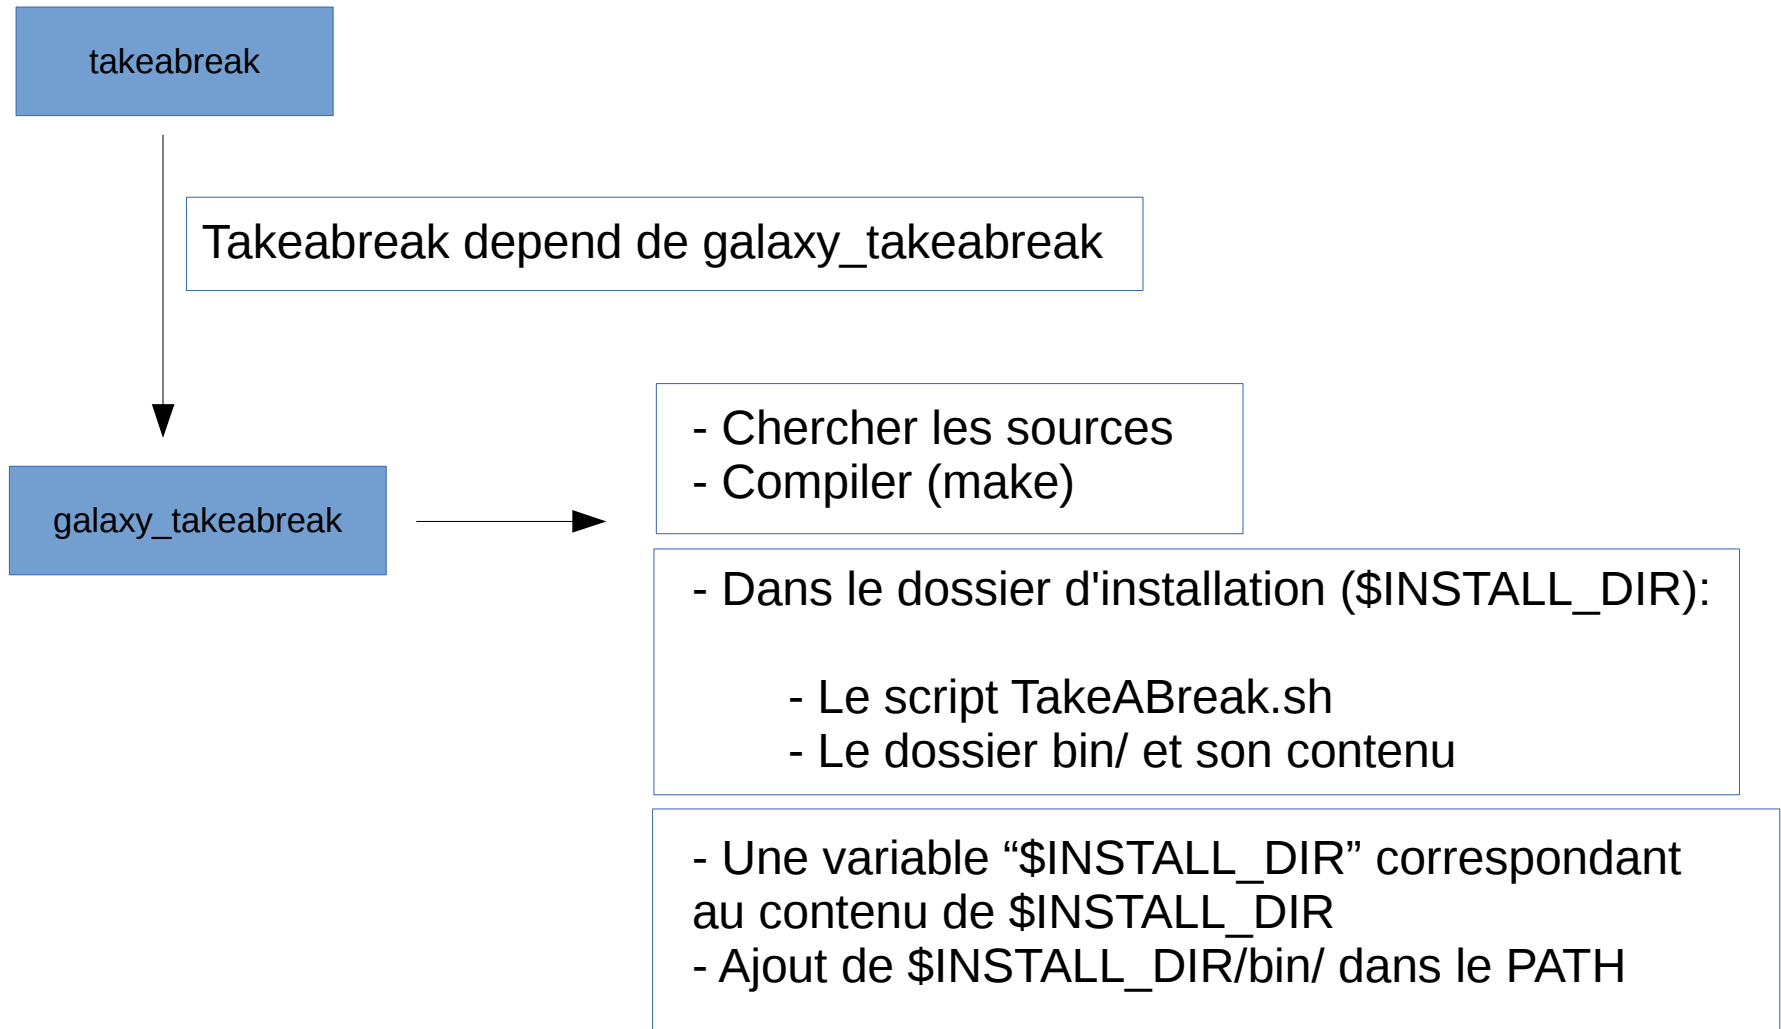 takeabreak
Takeabreak depend de galaxy_takeabreak
- Chercher les sources
- Compiler (make)
galaxy_takeabreak
- Dans le dossier d'installation ($INSTALL_DIR):
- Le script TakeABreak.sh
- Le dossier bin/ et son contenu
- Une variable “$INSTALL_DIR” correspondant
au contenu de $INSTALL_DIR
- Ajout de $INSTALL_DIR/bin/ dans le PATH